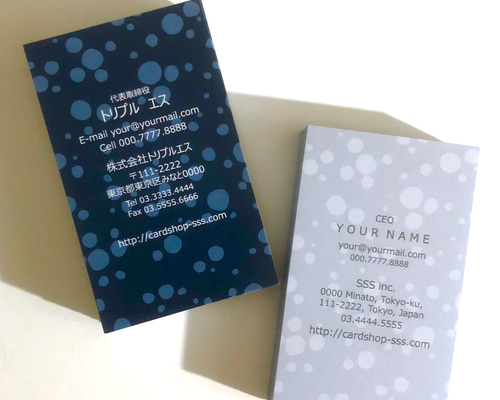 代表取締役
トリプル エス
E-mail your@yourmail.com
Cell 000.7777.8888
株式会社トリプルエス
〒111-2222
東京都東京区みなと0000
Tel 03.3333.4444
Fax 03.5555.6666
http://cardshop-sss.com
CEO
YOUR NAME
your@yourmail.com
000.7777.8888
SSS inc.
0000 Minato, Tokyo-ku,
111-2222, Tokyo, Japan
03.4444.5555
http://cardshop-sss.com